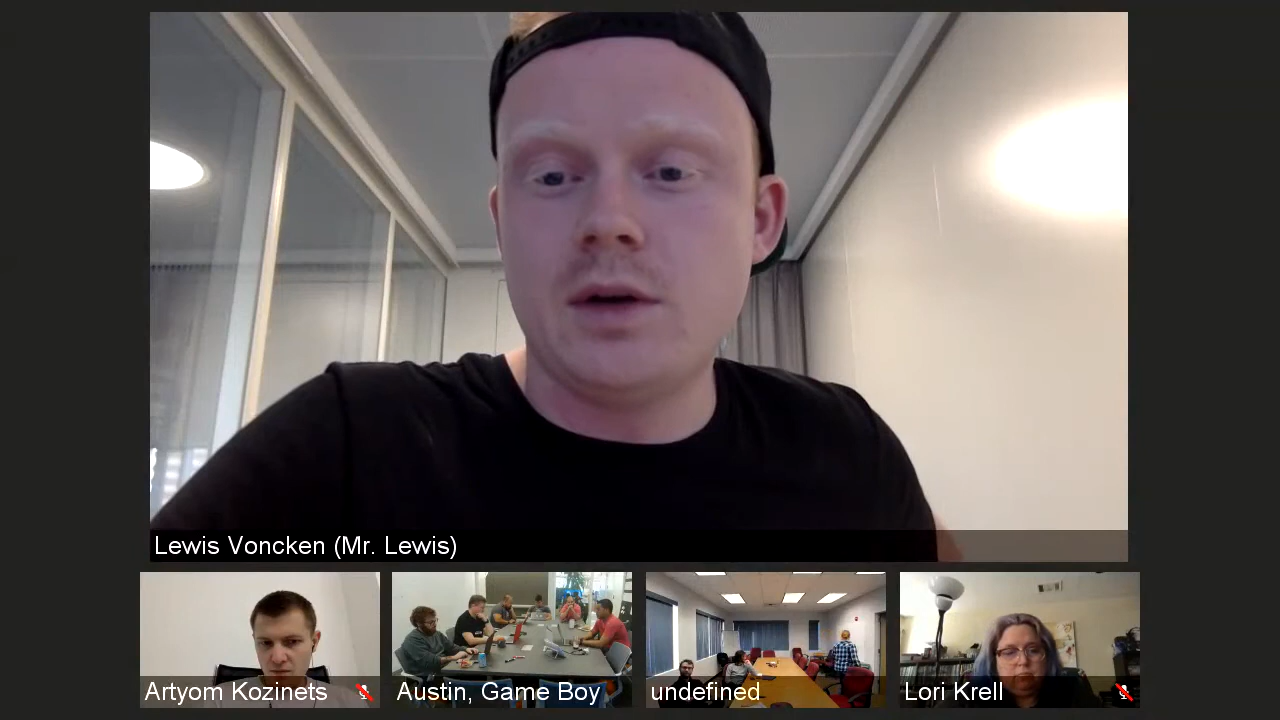 Lewis Voncken (Mr. Lewis)
Artyom Kozinets
Austin, Game Boy
undefined
Lori Krell